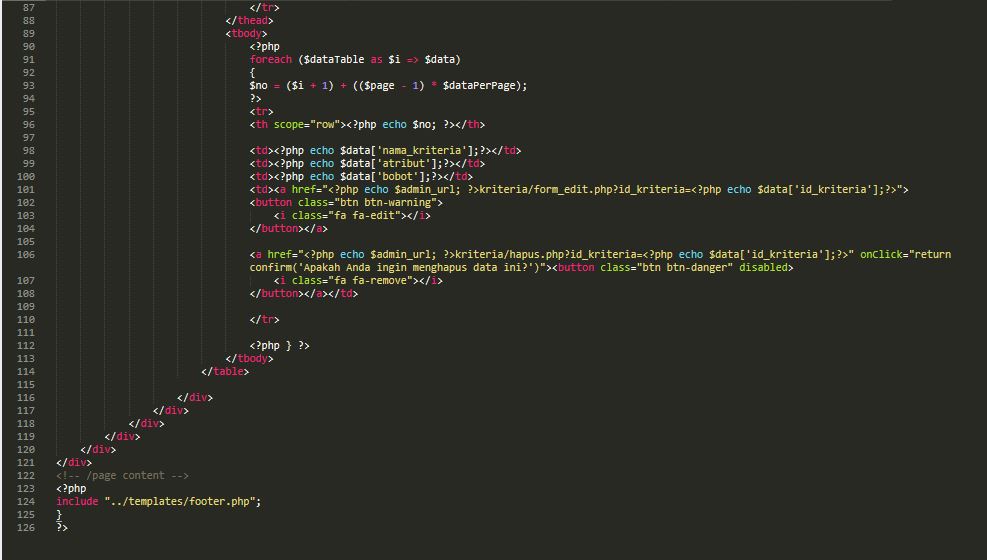 87 </tr>
88 </thead>
89 <tbody>
90 <?php
91 foreach ($dataTable as $i => $data)
92 {
93 $no = ($i + 1) + (($page - 1) * $dataPerPage);
94 ?>
95 <tr>
96 <th scope="row"><?php echo $no; ?></th>
97
98 <td><?php echo $data['nama_kriteria'];?></td>
99 <td><?php echo $data['atribut'];?></td>
100 <td><?php echo $data['bobot'];?></td>
101 <td><a href="<?php echo $admin_url; ?>kriteria/form_edit.php?id_kriteria=<?php echo $data['id_kriteria'];?>">
102 <button class="btn btn-warning">
103 <i class="fa fa-edit"></i>
104 </button></a>
105
106 <a href="<?php echo $admin_url; ?>kriteria/hapus.php?id_kriteria=<?php echo $data['id_kriteria'];?>" onClick="return
confirm('Apakah Anda ingin menghapus data ini?')"><button class="btn btn-danger" disabled>
107 <i class="fa fa-remove"></i>
108 </button></a></td>
109
110 </tr>
111
112 <?php } ?>
113 </tbody>
114 </table>
115
116 </div>
117 </div>
118 </div>
119 </div>
120 </div>
121 </div>
122 <!-- /page content -->
123 <?php
124 include "../templates/footer.php";
125 }
126 ?>